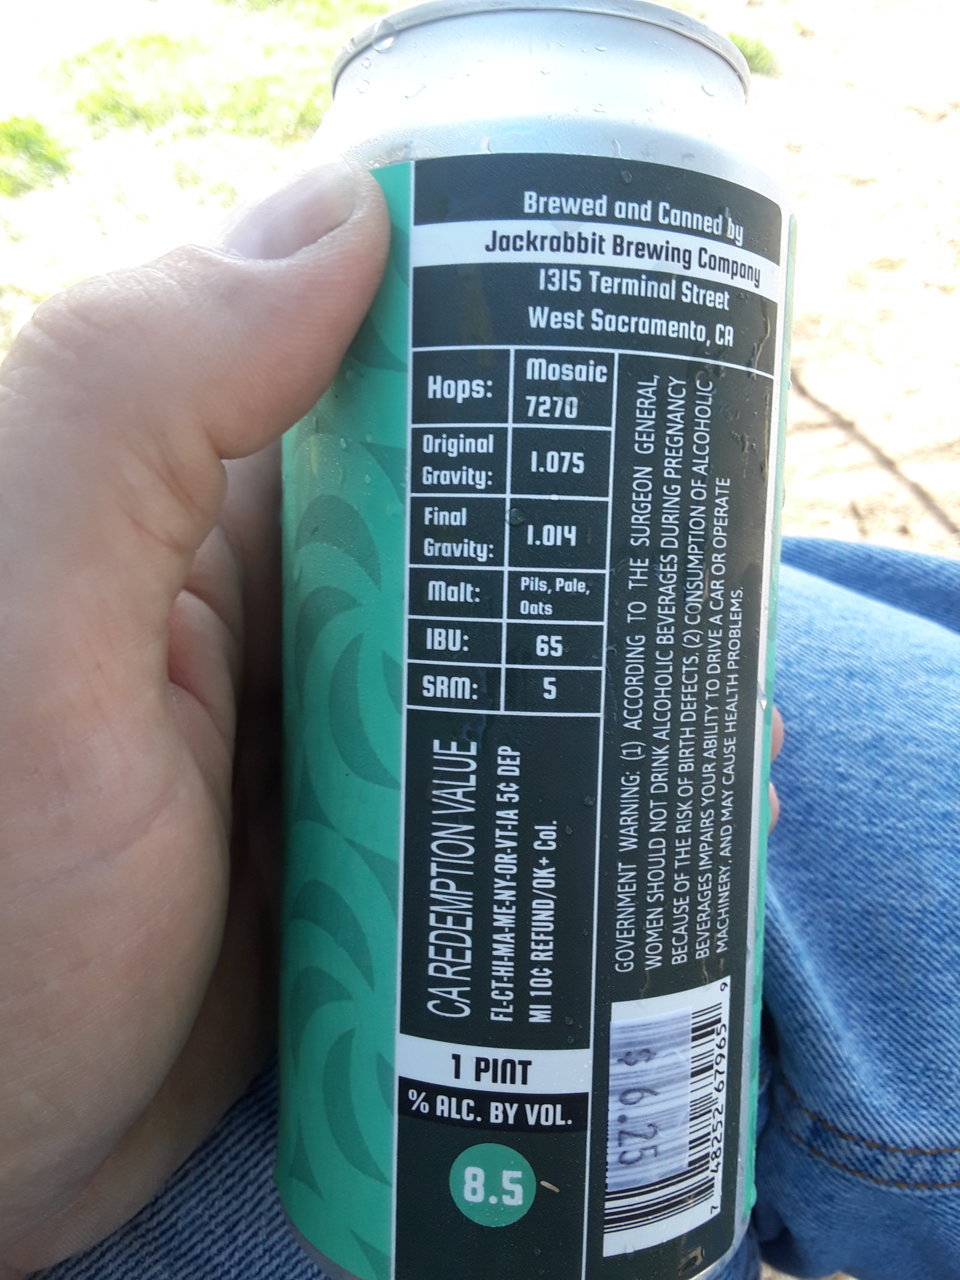 Brewed and Canned by
Jackrabbit Brewing Company
1315 Terminal Street
West Sacramento, CA
Hops:
Mosaic
7270
Original
Gravity:
1.075
Final
Gravity:
1.014
Malt:
Pils, Pale,
Oats
IBU:
65
SRM:
5
GOVERNMENT WARNING: (1) ACCORDING TO THE SURGEON GENERAL,
WOMEN SHOULD NOT DRINK ALCOHOLIC BEVERAGES DURING PREGNANCY
BECAUSE OF THE RISK OF BIRTH DEFECTS. (2) CONSUMPTION OF ALCOHOLIC
BEVERAGES IMPAIRS YOUR ABILITY TO DRIVE A CAR OR OPERATE
MACHINERY, AND MAY CAUSE HEALTH PROBLEMS.
CA REDEMPTION VALUE
FL-CT-HI-MA-ME-NY-OR-VT-IA 5¢ DEP
MI 10¢ REFUND/OK+ Col.
1 PINT
% ALC. BY VOL.
8.5
$ 6.25
7 48252 67965 9